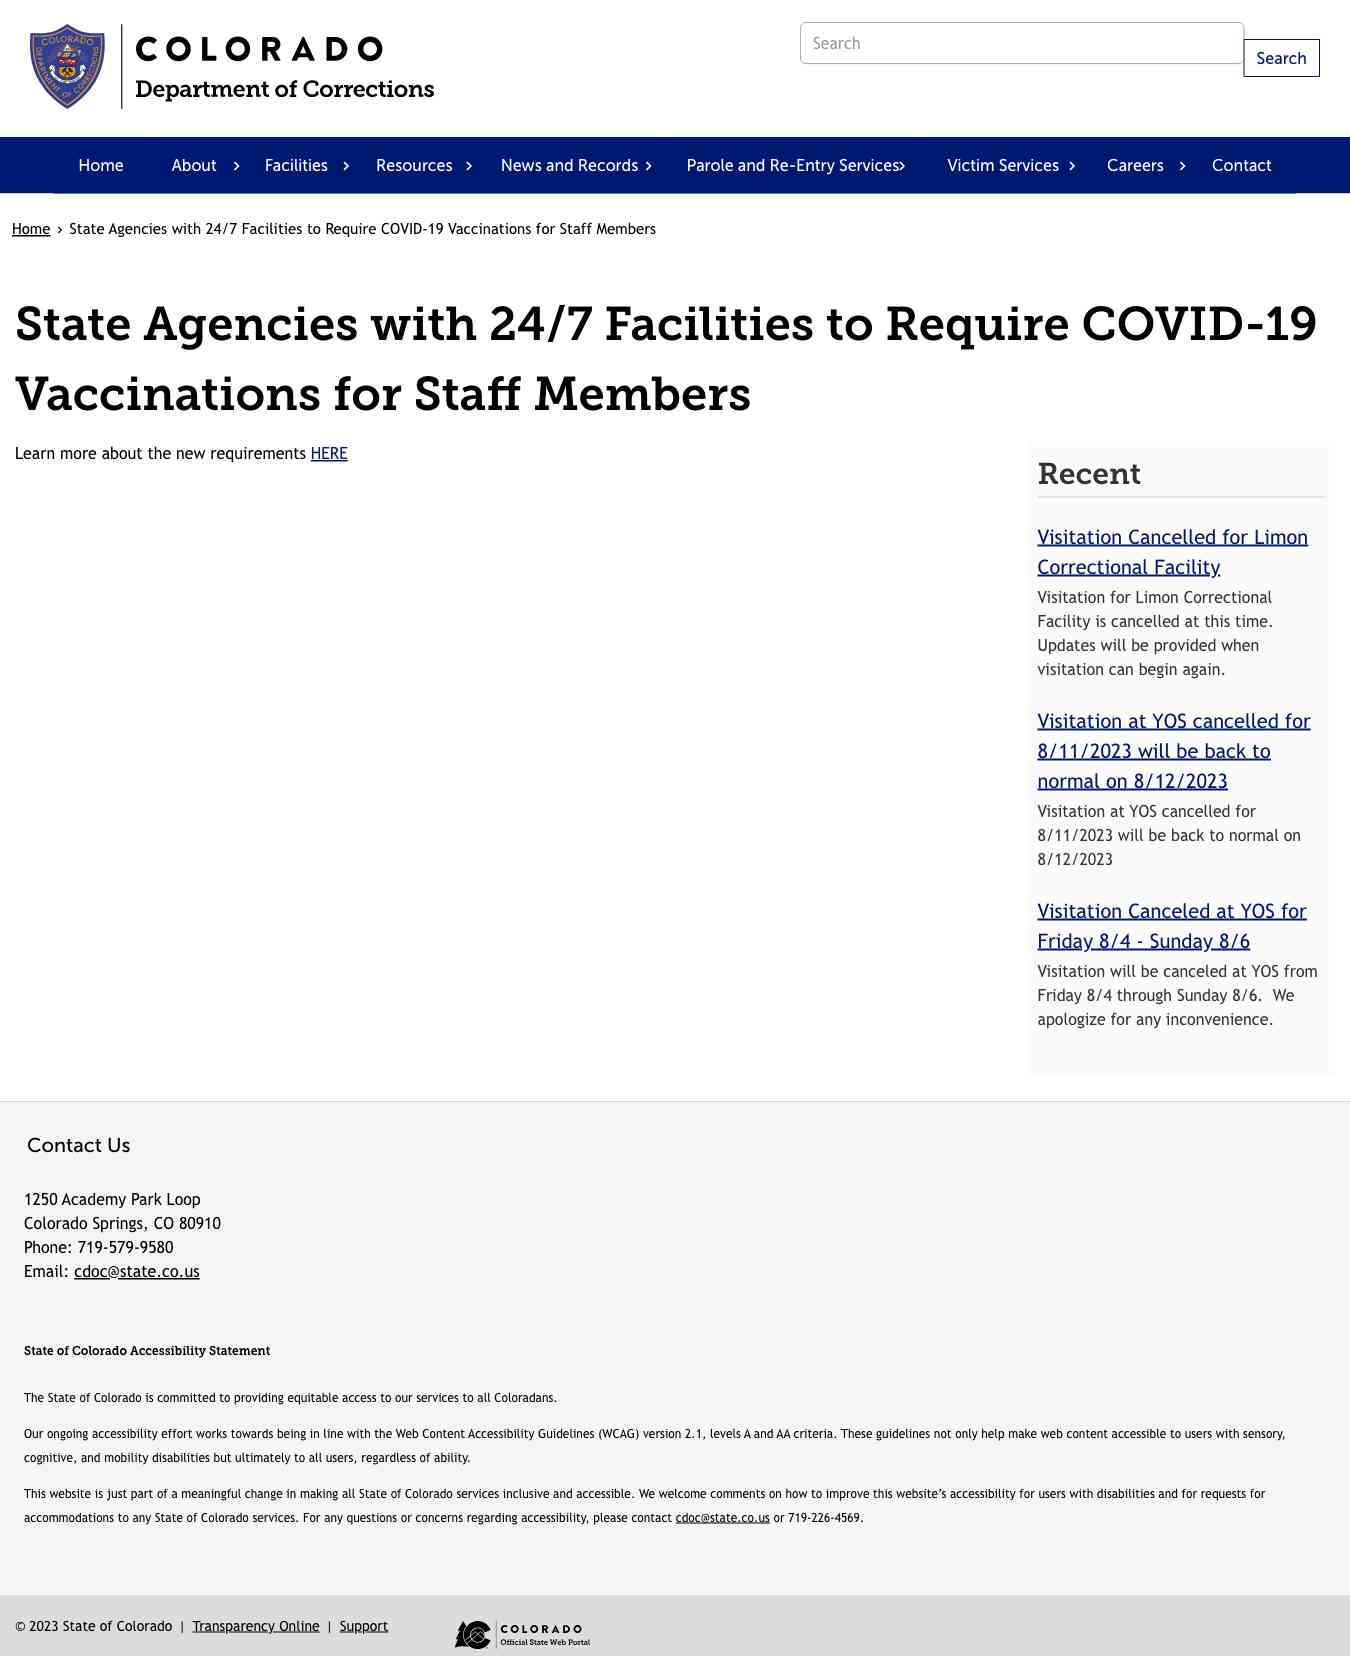 COLORADO
Department of Corrections
Search
Search
Home
About
Facilities
Resources
News and Records
Parole and Re-Entry Services
Victim Services
Careers
Contact
Home › State Agencies with 24/7 Facilities to Require COVID-19 Vaccinations for Staff Members
State Agencies with 24/7 Facilities to Require COVID-19
Vaccinations for Staff Members
Learn more about the new requirements HERE
Recent
Visitation Cancelled for Limon
Correctional Facility
Visitation for Limon Correctional
Facility is cancelled at this time.
Updates will be provided when
visitation can begin again.
Visitation at YOS cancelled for
8/11/2023 will be back to
normal on 8/12/2023
Visitation at YOS cancelled for
8/11/2023 will be back to normal on
8/12/2023
Visitation Canceled at YOS for
Friday 8/4 - Sunday 8/6
Visitation will be canceled at YOS from
Friday 8/4 through Sunday 8/6.  We
apologize for any inconvenience.
Contact Us
1250 Academy Park Loop
Colorado Springs, CO 80910
Phone: 719-579-9580
Email: cdoc@state.co.us
State of Colorado Accessibility Statement
The State of Colorado is committed to providing equitable access to our services to all Coloradans.
Our ongoing accessibility effort works towards being in line with the Web Content Accessibility Guidelines (WCAG) version 2.1, levels A and AA criteria. These guidelines not only help make web content accessible to users with sensory,
cognitive, and mobility disabilities but ultimately to all users, regardless of ability.
This website is just part of a meaningful change in making all State of Colorado services inclusive and accessible. We welcome comments on how to improve this website’s accessibility for users with disabilities and for requests for
accommodations to any State of Colorado services. For any questions or concerns regarding accessibility, please contact cdoc@state.co.us or 719-226-4569.
© 2023 State of Colorado | Transparency Online | Support
COLORADO
Official State Web Portal